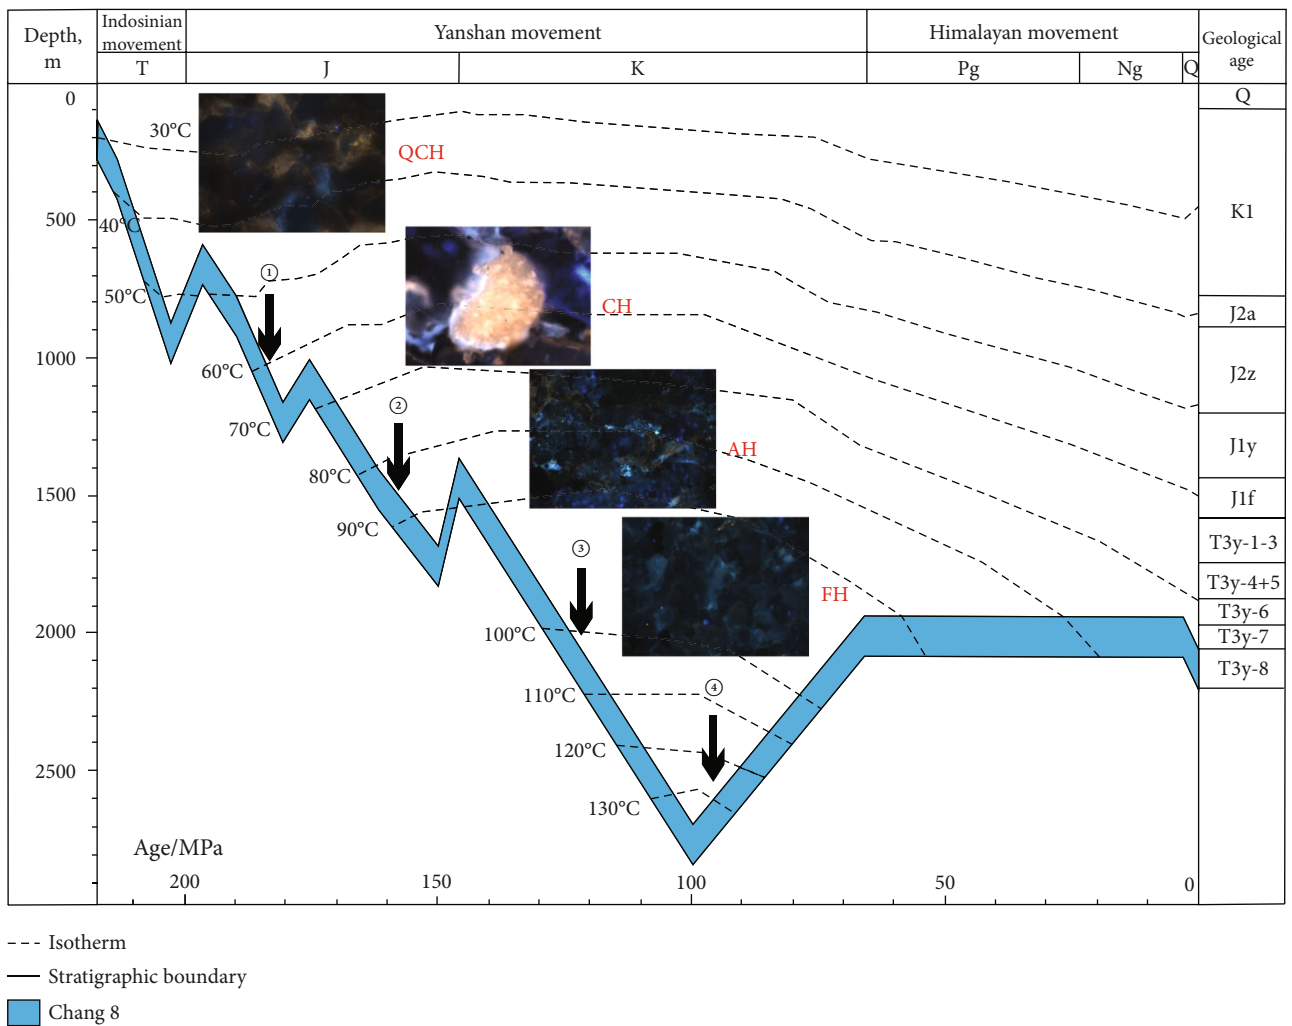 Depth,
m
Indosinian
movement
Yanshan movement
Himalayan movement
Geological
age
T
J
K
Pg
Ng
Q
0
500
1000
1500
2000
2500
30°C
40°C
50°C
60°C
70°C
80°C
90°C
100°C
110°C
120°C
130°C
①
②
③
④
QCH
CH
AH
FH
Q
K1
J2a
J2z
J1y
J1f
T3y-1-3
T3y-4+5
T3y-6
T3y-7
T3y-8
Age/MPa
200
150
100
50
0
Isotherm
Stratigraphic boundary
Chang 8